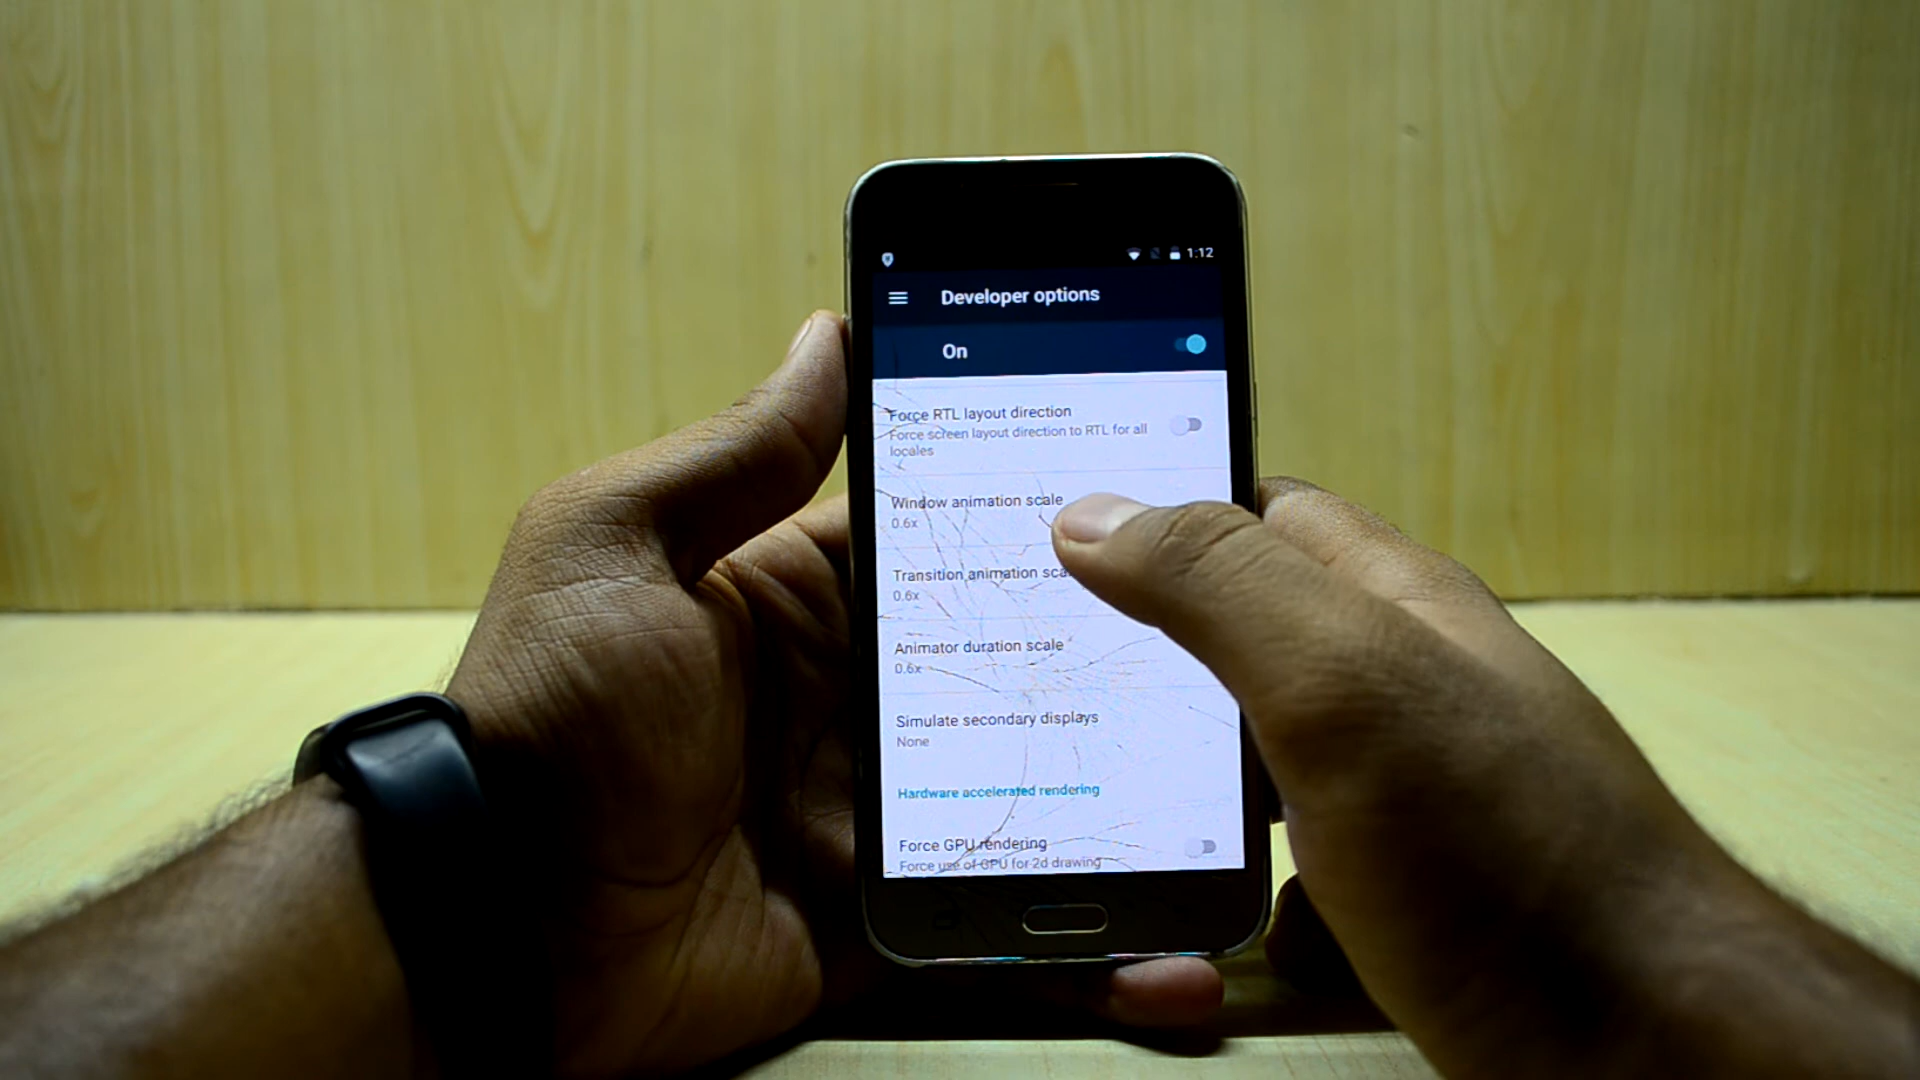 1:12
Developer options
On
Force RTL layout direction
Force screen layout direction to RTL for all
locales
Window animation scale
0.6x
Transition animation
0.6x
Animator duration scale
0.6x
Simulate secondary displays
None
Hardware accelerated rendering
Force GPU rendering
Force use of GPU for 2d drawing